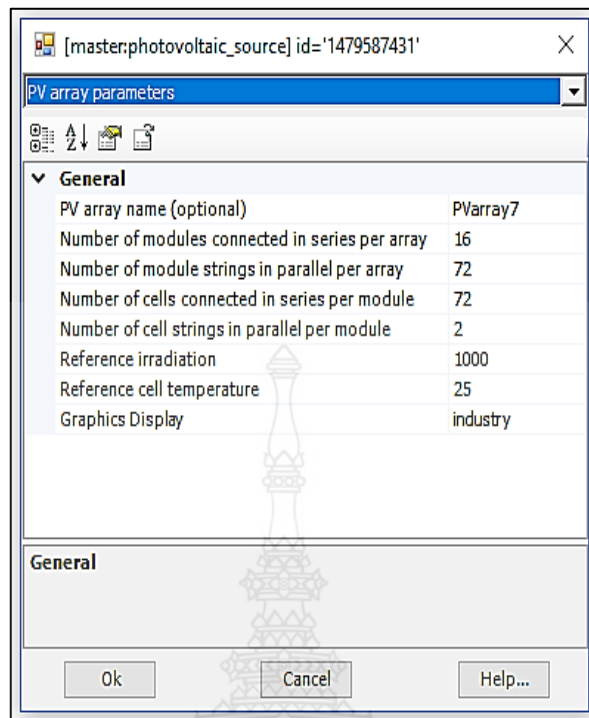 [master:photovoltaic_source] id='1479587431'
PV array parameters
General
PV array name (optional) PVarray7
Number of modules connected in series per array 16
Number of module strings in parallel per array 72
Number of cells connected in series per module 72
Number of cell strings in parallel per module 2
Reference irradiation 1000
Reference cell temperature 25
Graphics Display industry
General
Ok Cancel Help...